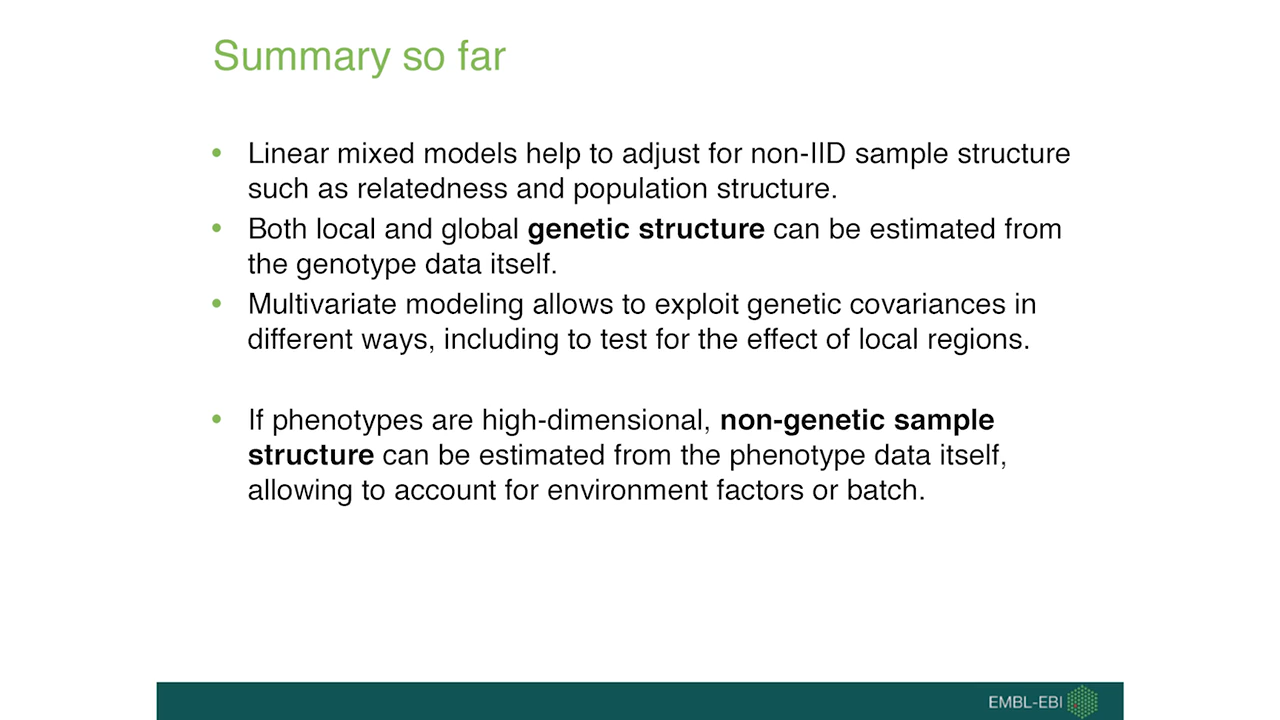 Summary so far
• Linear mixed models help to adjust for non-IID sample structure
such as relatedness and population structure.
• Both local and global genetic structure can be estimated from
the genotype data itself.
• Multivariate modeling allows to exploit genetic covariances in
different ways, including to test for the effect of local regions.
• If phenotypes are high-dimensional, non-genetic sample
structure can be estimated from the phenotype data itself,
allowing to account for environment factors or batch.
EMBL-EBI